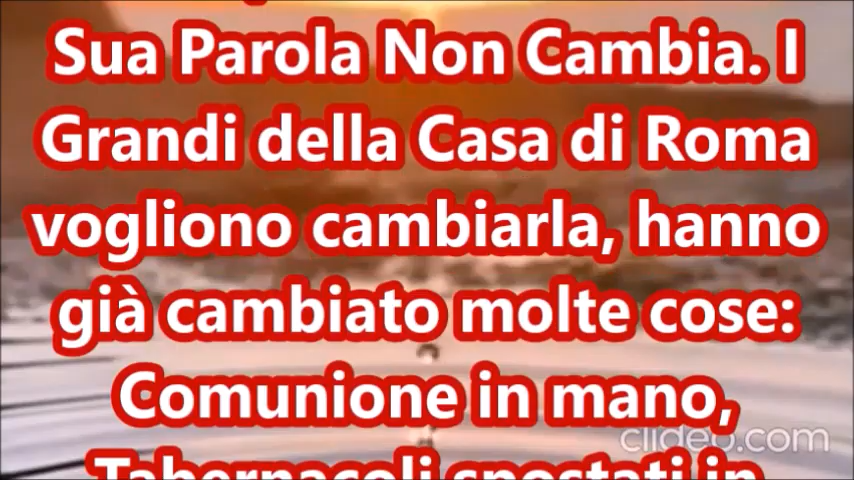 Sua Parola Non Cambia. I
Grandi della Casa di Roma
vogliono cambiarla, hanno
già cambiato molte cose:
Comunione in mano,
clideo.com
Tabernacoli spostati in